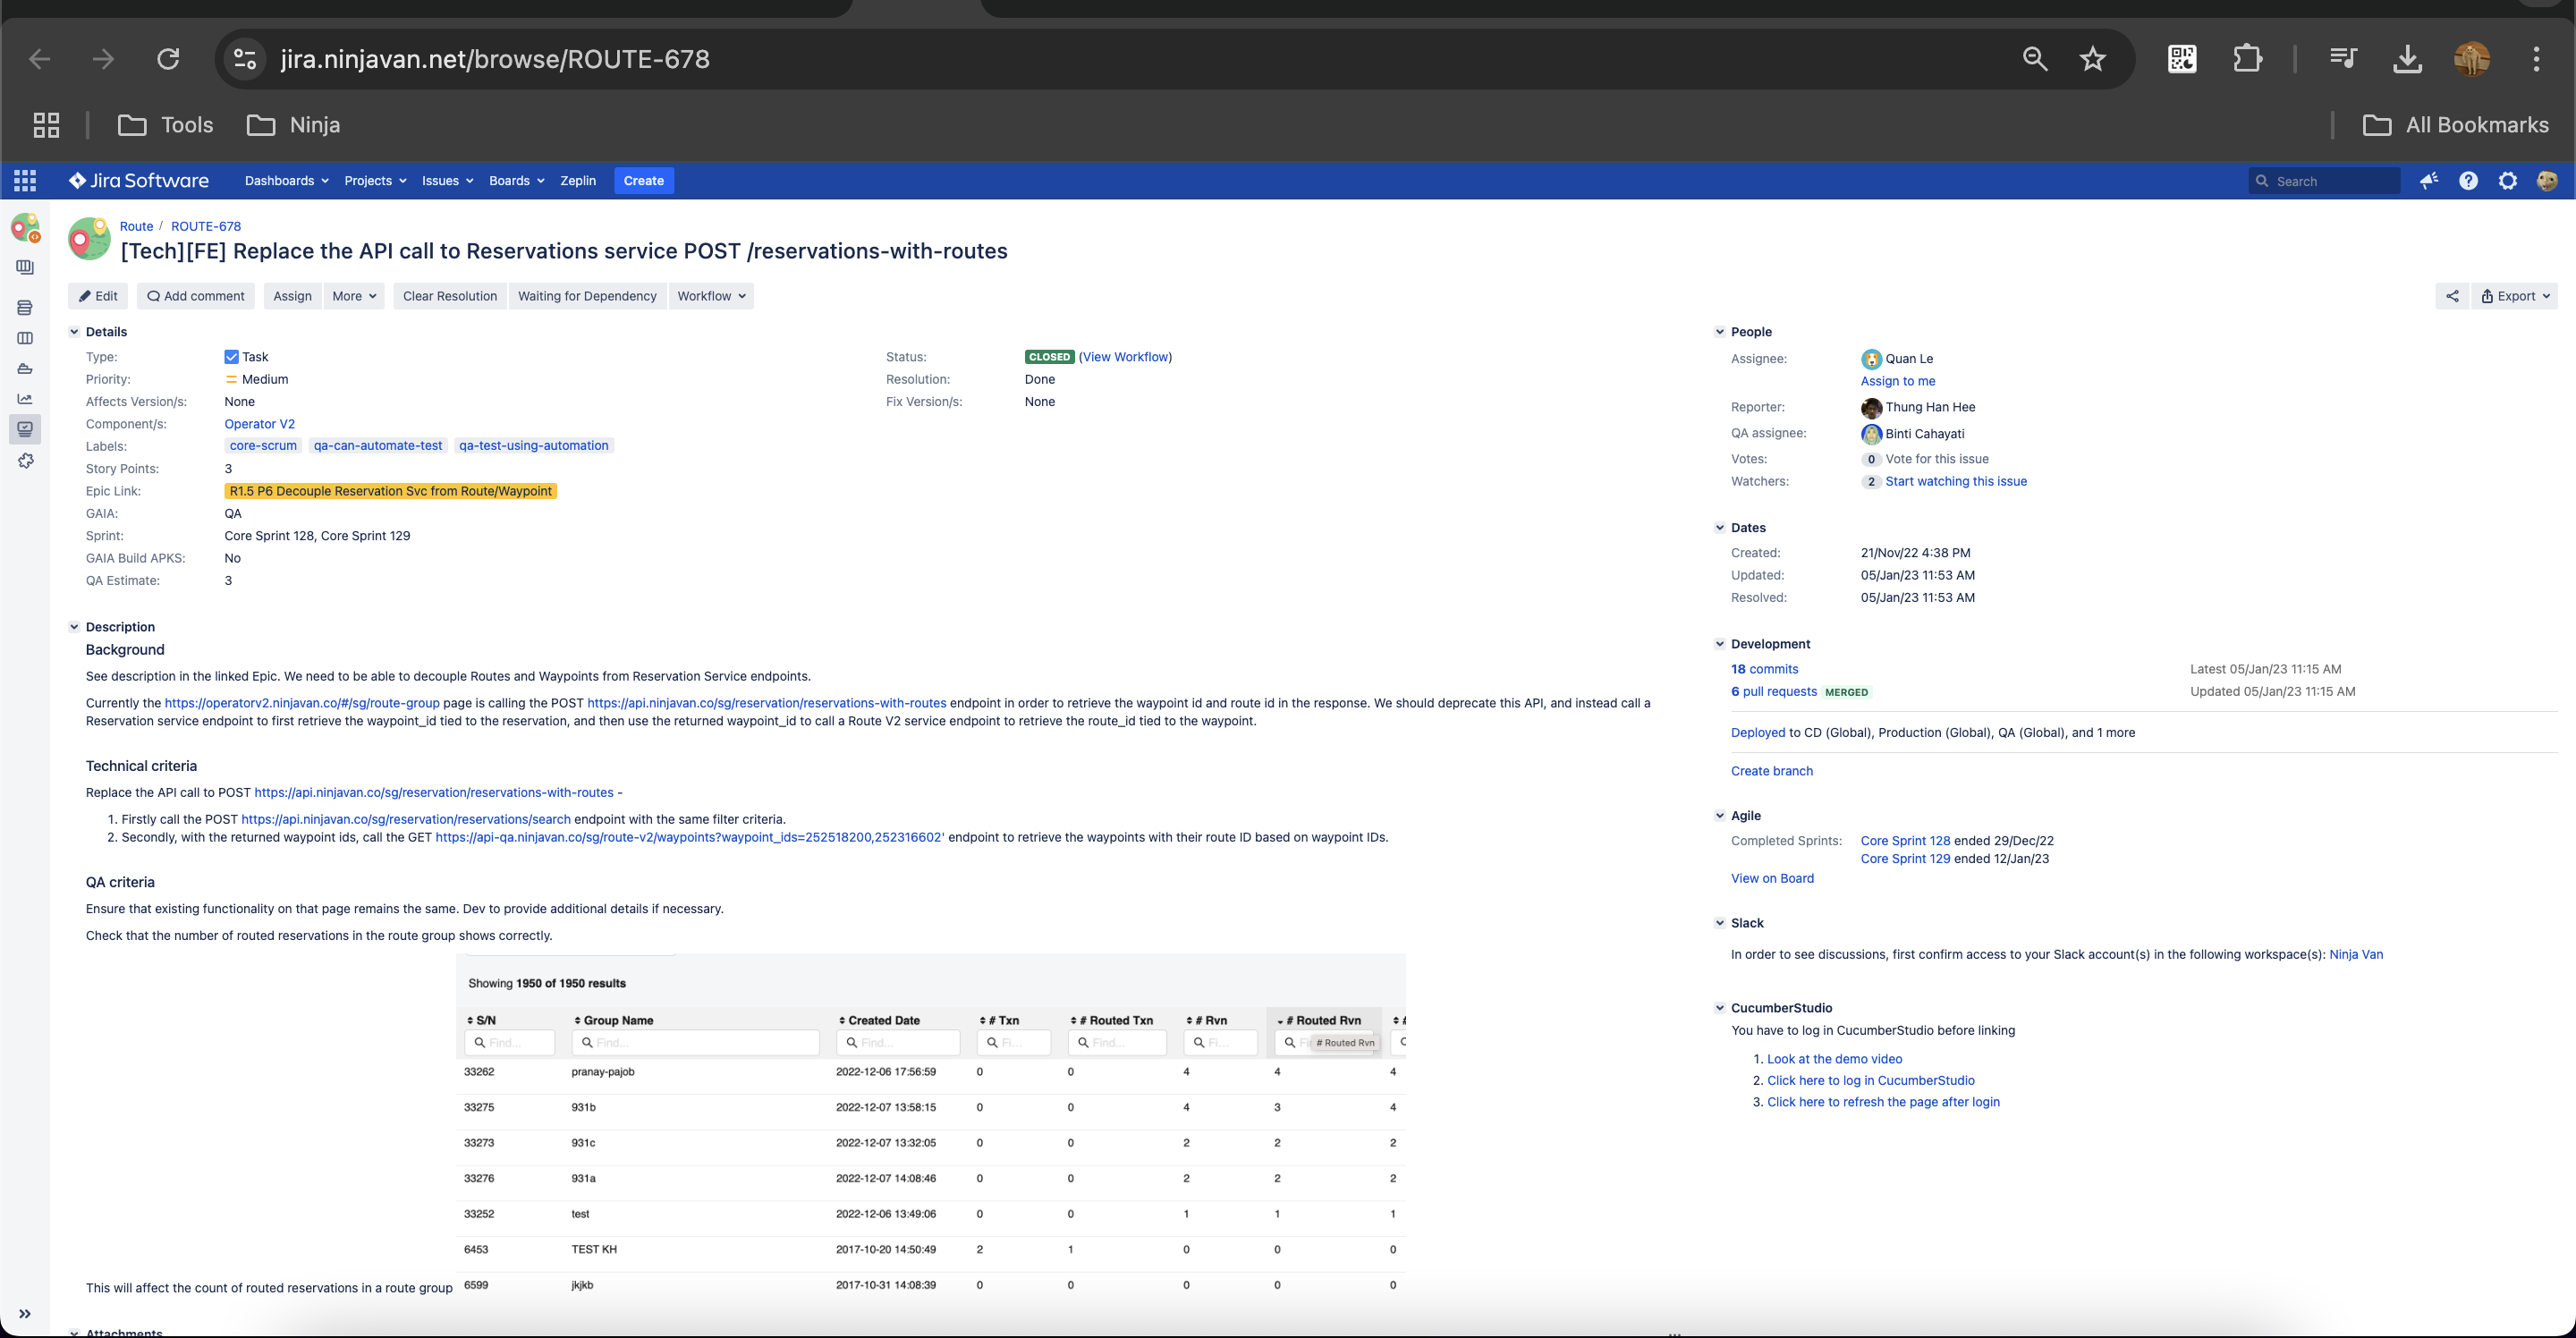 jira.ninjavan.net/browse/ROUTE-678
Tools
Ninja
All Bookmarks
Jira Software
Dashboards
Projects
Issues
Boards
Zeplin
Create
Search
Route / ROUTE-678
[Tech][FE] Replace the API call to Reservations service POST /reservations-with-routes
Edit
Add comment
Assign
More
Clear Resolution
Waiting for Dependency
Workflow
Export
Details
Type: Task
Priority: Medium
Affects Version/s: None
Component/s: Operator V2
Labels: core-scrum qa-can-automate-test qa-test-using-automation
Story Points: 3
Epic Link: R1.5 P6 Decouple Reservation Svc from Route/Waypoint
GAIA: QA
Sprint: Core Sprint 128, Core Sprint 129
GAIA Build APKS: No
QA Estimate: 3
Status: CLOSED (View Workflow)
Resolution: Done
Fix Version/s: None
Description
Background
See description in the linked Epic. We need to be able to decouple Routes and Waypoints from Reservation Service endpoints.
Currently the https://operatorv2.ninjavan.co/#/sg/route-group page is calling the POST https://api.ninjavan.co/sg/reservation/reservations-with-routes endpoint in order to retrieve the waypoint id and route id in the response. We should deprecate this API, and instead call a
Reservation service endpoint to first retrieve the waypoint_id tied to the reservation, and then use the returned waypoint_id to call a Route V2 service endpoint to retrieve the route_id tied to the waypoint.
Technical criteria
Replace the API call to POST https://api.ninjavan.co/sg/reservation/reservations-with-routes -
1. Firstly call the POST https://api.ninjavan.co/sg/reservation/reservations/search endpoint with the same filter criteria.
2. Secondly, with the returned waypoint ids, call the GET https://api-qa.ninjavan.co/sg/route-v2/waypoints?waypoint_ids=252518200,252316602' endpoint to retrieve the waypoints with their route ID based on waypoint IDs.
QA criteria
Ensure that existing functionality on that page remains the same. Dev to provide additional details if necessary.
Check that the number of routed reservations in the route group shows correctly.
Showing 1950 of 1950 results
S/N Group Name Created Date # Txn # Routed Txn # Rvn # Routed Rvn #
Find... Find... Find... Fi... Find... Fi... Fi # Routed Rvn
33262 pranay-pajob 2022-12-06 17:56:59 0 0 4 4 4
33275 931b 2022-12-07 13:58:15 0 0 4 3 4
33273 931c 2022-12-07 13:32:05 0 0 2 2 2
33276 931a 2022-12-07 14:08:46 0 0 2 2 2
33252 test 2022-12-06 13:49:06 0 0 1 1 1
6453 TEST KH 2017-10-20 14:50:49 2 1 0 0 0
6599 jkjkb 2017-10-31 14:08:39 0 0 0 0 0
This will affect the count of routed reservations in a route group
Attachments
People
Assignee: Quan Le
Assign to me
Reporter: Thung Han Hee
QA assignee: Binti Cahayati
Votes: 0 Vote for this issue
Watchers: 2 Start watching this issue
Dates
Created: 21/Nov/22 4:38 PM
Updated: 05/Jan/23 11:53 AM
Resolved: 05/Jan/23 11:53 AM
Development
18 commits Latest 05/Jan/23 11:15 AM
6 pull requests MERGED Updated 05/Jan/23 11:15 AM
Deployed to CD (Global), Production (Global), QA (Global), and 1 more
Create branch
Agile
Completed Sprints: Core Sprint 128 ended 29/Dec/22
Core Sprint 129 ended 12/Jan/23
View on Board
Slack
In order to see discussions, first confirm access to your Slack account(s) in the following workspace(s): Ninja Van
CucumberStudio
You have to log in CucumberStudio before linking
1. Look at the demo video
2. Click here to log in CucumberStudio
3. Click here to refresh the page after login